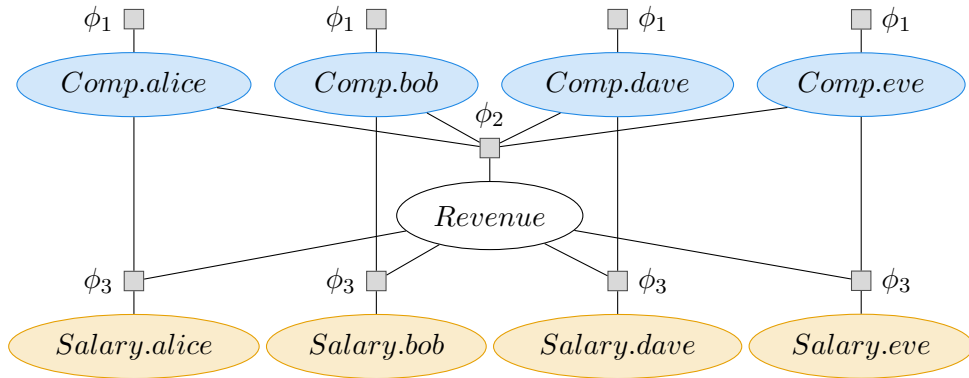 ϕ₁ ϕ₁ ϕ₁ ϕ₁
Comp.alice Comp.bob Comp.dave Comp.eve
ϕ₂
Revenue
ϕ₃ ϕ₃ ϕ₃ ϕ₃
Salary.alice Salary.bob Salary.dave Salary.eve